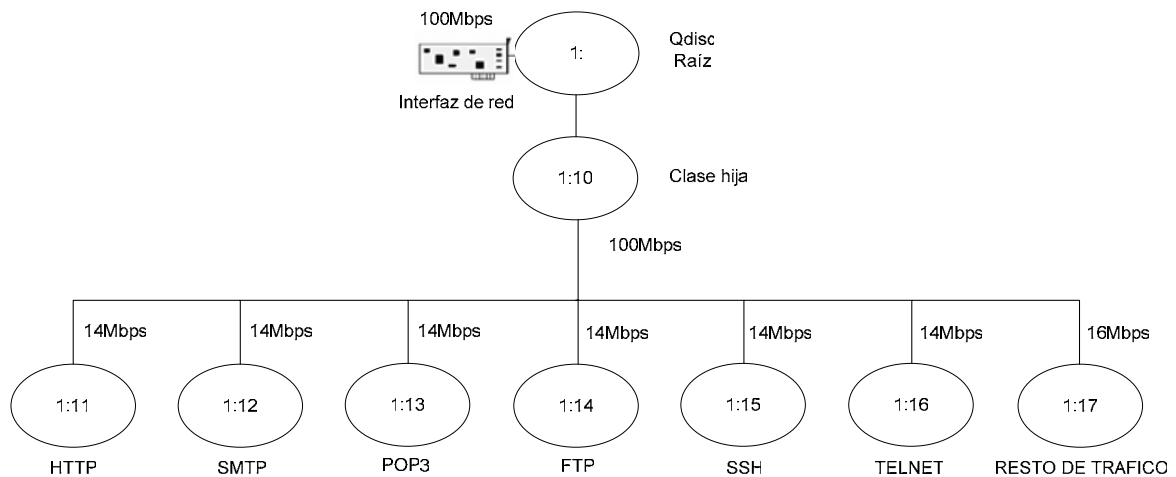 100Mbps
1:
Qdisc
Raíz
Interfaz de red
1:10
Clase hija
100Mbps
14Mbps
14Mbps
14Mbps
14Mbps
14Mbps
14Mbps
16Mbps
1:11
1:12
1:13
1:14
1:15
1:16
1:17
HTTP
SMTP
POP3
FTP
SSH
TELNET
RESTO DE TRAFICO